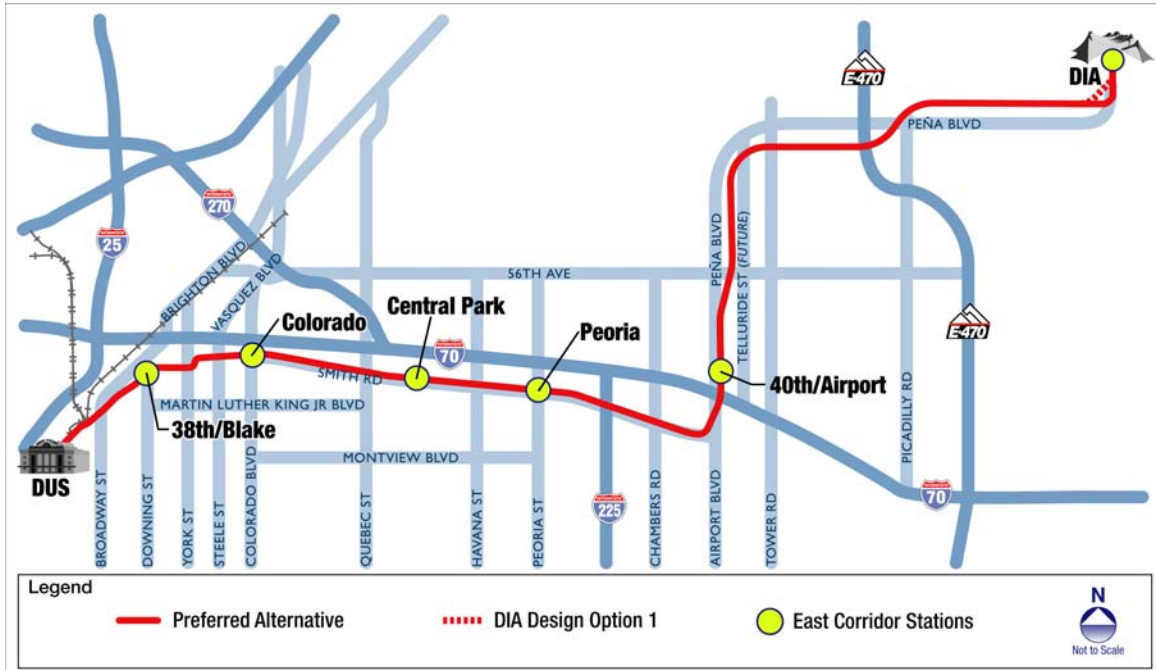 E-470
DIA
PEÑA BLVD
270
25
BRIGHTON BLVD
VASQUEZ BLVD
PEÑA BLVD
TELLURIDE ST (FUTURE)
56TH AVE
E-470
Colorado
Central Park
Peoria
70
SMITH RD
40th/Airport
MARTIN LUTHER KING JR BLVD
38th/Blake
PICADILLY RD
MONTVIEW BLVD
DUS
BROADWAY ST
DOWNING ST
YORK ST
STEELE ST
COLORADO BLVD
QUEBEC ST
HAVANA ST
PEORIA ST
225
CHAMBERS RD
AIRPORT BLVD
TOWER RD
70
Legend
Preferred Alternative
DIA Design Option 1
East Corridor Stations
N
Not to Scale